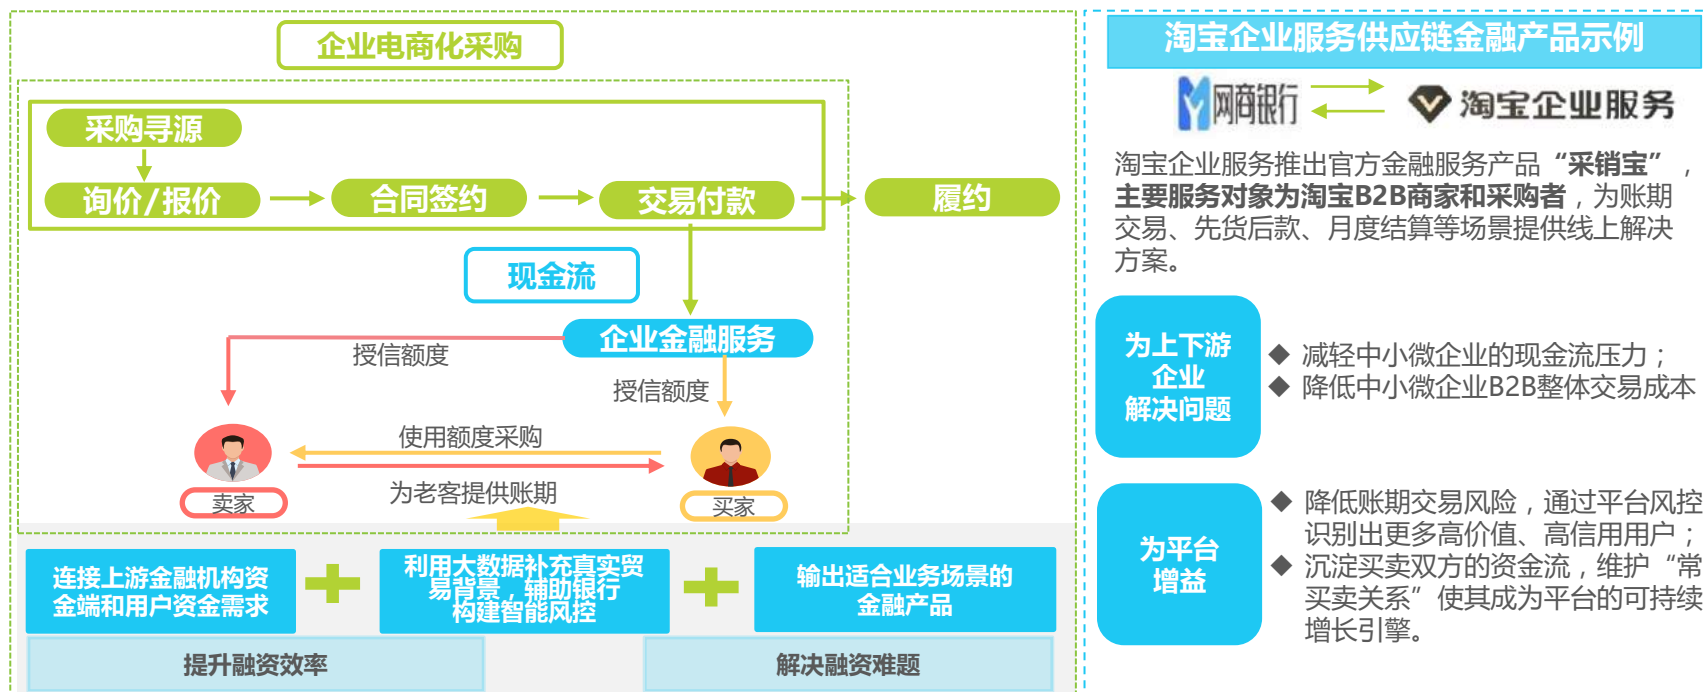 企业电商化采购
采购寻源
询价/报价
合同签约
交易付款
履约
现金流
企业金融服务
授信额度
授信额度
使用额度采购
为老客提供账期
卖家
买家
连接上游金融机构资
金端和用户资金需求
利用大数据补充真实贸
易背景，辅助银行
构建智能风控
输出适合业务场景的
金融产品
提升融资效率
解决融资难题
淘宝企业服务供应链金融产品示例
网商银行
淘宝企业服务
淘宝企业服务推出官方金融服务产品“采销宝”，
主要服务对象为淘宝B2B商家和采购者，为账期
交易、先货后款、月度结算等场景提供线上解决
方案。
为上下游
企业
解决问题
◆ 减轻中小微企业的现金流压力；
◆ 降低中小微企业B2B整体交易成本
为平台
增益
◆ 降低账期交易风险，通过平台风控
识别出更多高价值、高信用用户；
◆ 沉淀买卖双方的资金流，维护“常
买卖关系”使其成为平台的可持续
增长引擎。